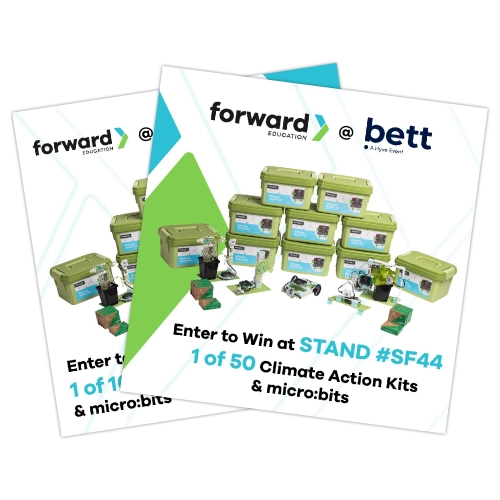 forward @
EDUCATION
Enter to
1 of
& micro:bits
forward @ bett
EDUCATION
A Hyve Event
Enter to Win at STAND #SF44
1 of 50 Climate Action Kits
& micro:bits